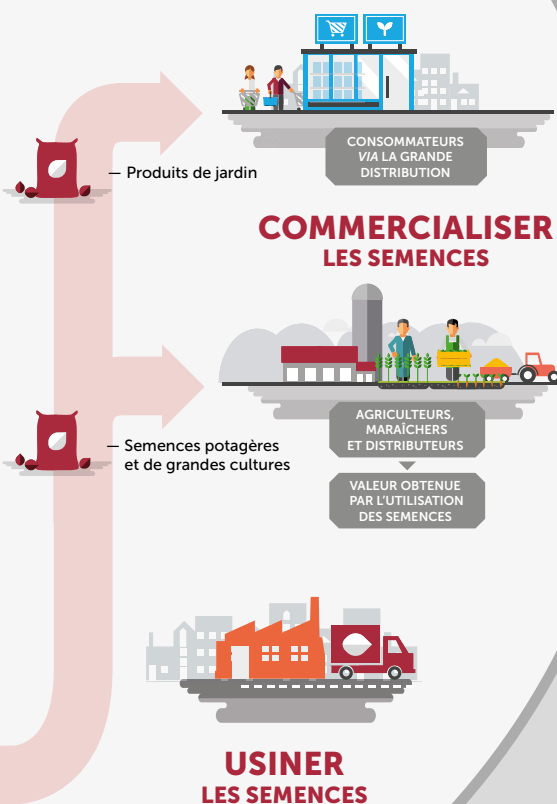 CONSOMMATEURS
VIA LA GRANDE
DISTRIBUTION
— Produits de jardin
COMMERCIALISER
LES SEMENCES
AGRICULTEURS,
MARAÎCHERS
ET DISTRIBUTEURS
— Semences potagères
et de grandes cultures
VALEUR OBTENUE
PAR L'UTILISATION
DES SEMENCES
USINER
LES SEMENCES